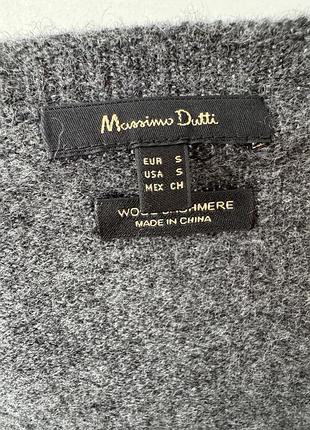 Massimo Dutti
EUR S
USA S
MEX CH
WOOL CASHMERE
MADE IN CHINA